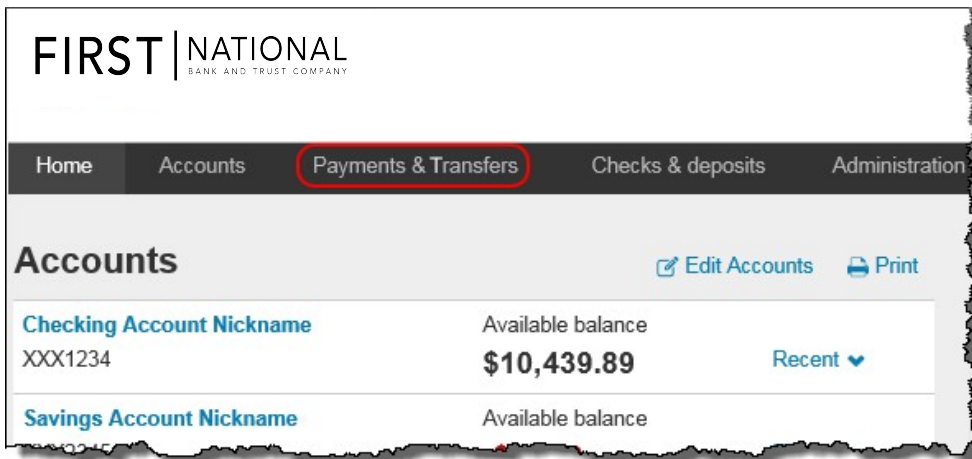 FIRST NATIONAL
BANK AND TRUST COMPANY
Home Accounts Payments & Transfers Checks & deposits Administration
Accounts
Edit Accounts Print
Checking Account Nickname Available balance
XXX1234 $10,439.89 Recent
Savings Account Nickname Available balance